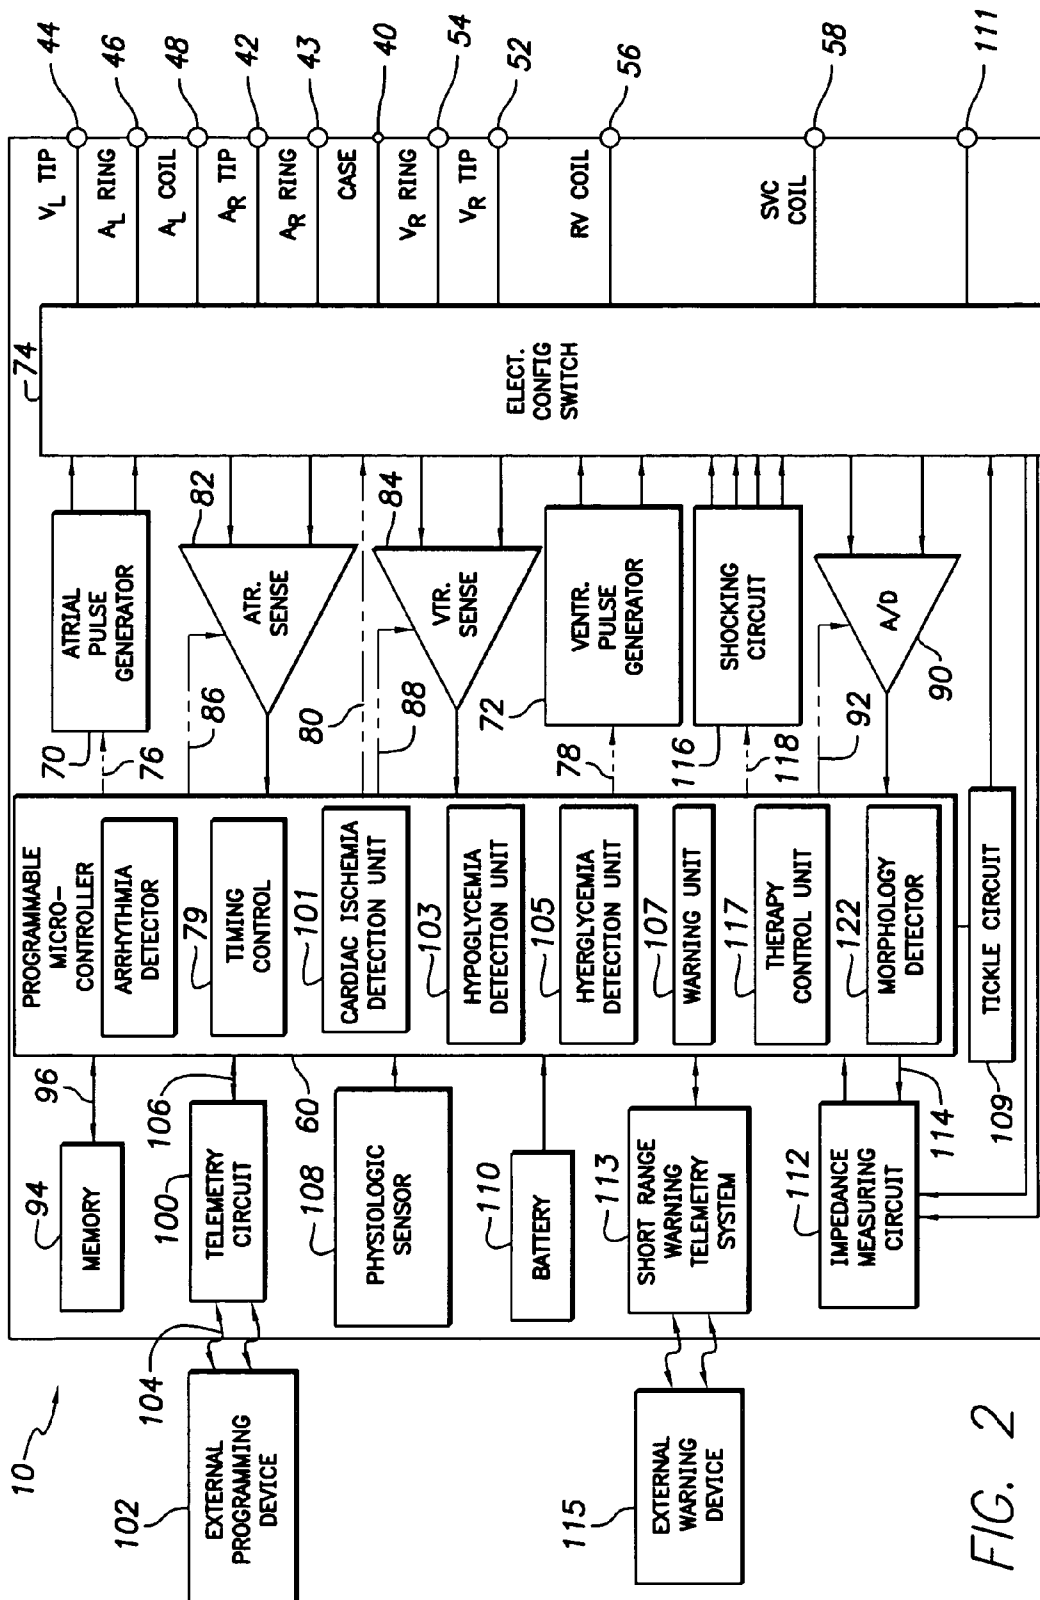 10
102
EXTERNAL
PROGRAMMING
DEVICE
104
115
EXTERNAL
WARNING
DEVICE
94
MEMORY
96
100
TELEMETRY
CIRCUIT
106
108
PHYSIOLOGIC
SENSOR
60
110
BATTERY
113
SHORT RANGE
WARNING
TELEMETRY
SYSTEM
112
IMPEDANCE
MEASURING
CIRCUIT
114
109
TICKLE CIRCUIT
PROGRAMMABLE
MICRO-
CONTROLLER
ARRHYTHMIA
DETECTOR
79
TIMING
CONTROL
101
CARDIAC ISCHEMIA
DETECTION UNIT
103
HYPOGLYCEMIA
DETECTION UNIT
105
HYERGLYCEMIA
DETECTION UNIT
107
WARNING UNIT
117
THERAPY
CONTROL UNIT
122
MORPHOLOGY
DETECTOR
70
76
ATRIAL
PULSE
GENERATOR
86
82
ATR.
SENSE
80
88
84
VTR.
SENSE
72
78
VENTR.
PULSE
GENERATOR
116
118
SHOCKING
CIRCUIT
92
A/D
90
74
ELECT.
CONFIG
SWITCH
VL TIP
44
AL RING
46
AL COIL
48
AR TIP
42
AR RING
43
CASE
40
VR RING
54
VR TIP
52
RV COIL
56
SVC
COIL
58
111
FIG. 2